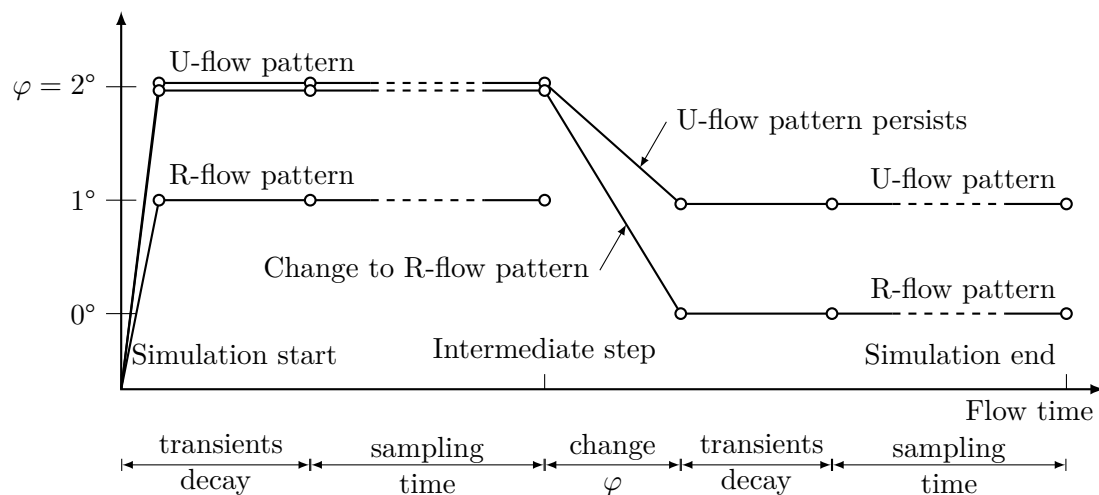 U-flow pattern
φ = 2°
U-flow pattern persists
R-flow pattern
1°
U-flow pattern
Change to R-flow pattern
R-flow pattern
0°
Simulation start
Intermediate step
Simulation end
Flow time
transients
decay
sampling
time
change
φ
transients
decay
sampling
time